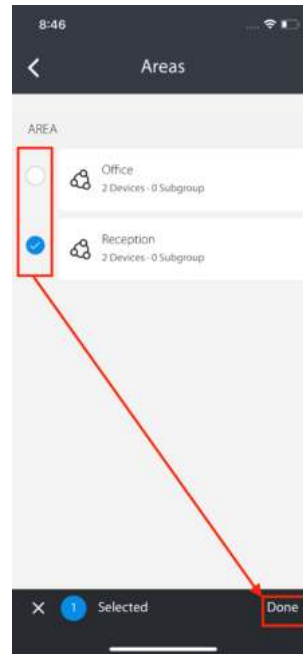 8:46
Areas
AREA
Office
2 Devices - 0 Subgroup
Reception
2 Devices - 0 Subgroup
1 Selected Done